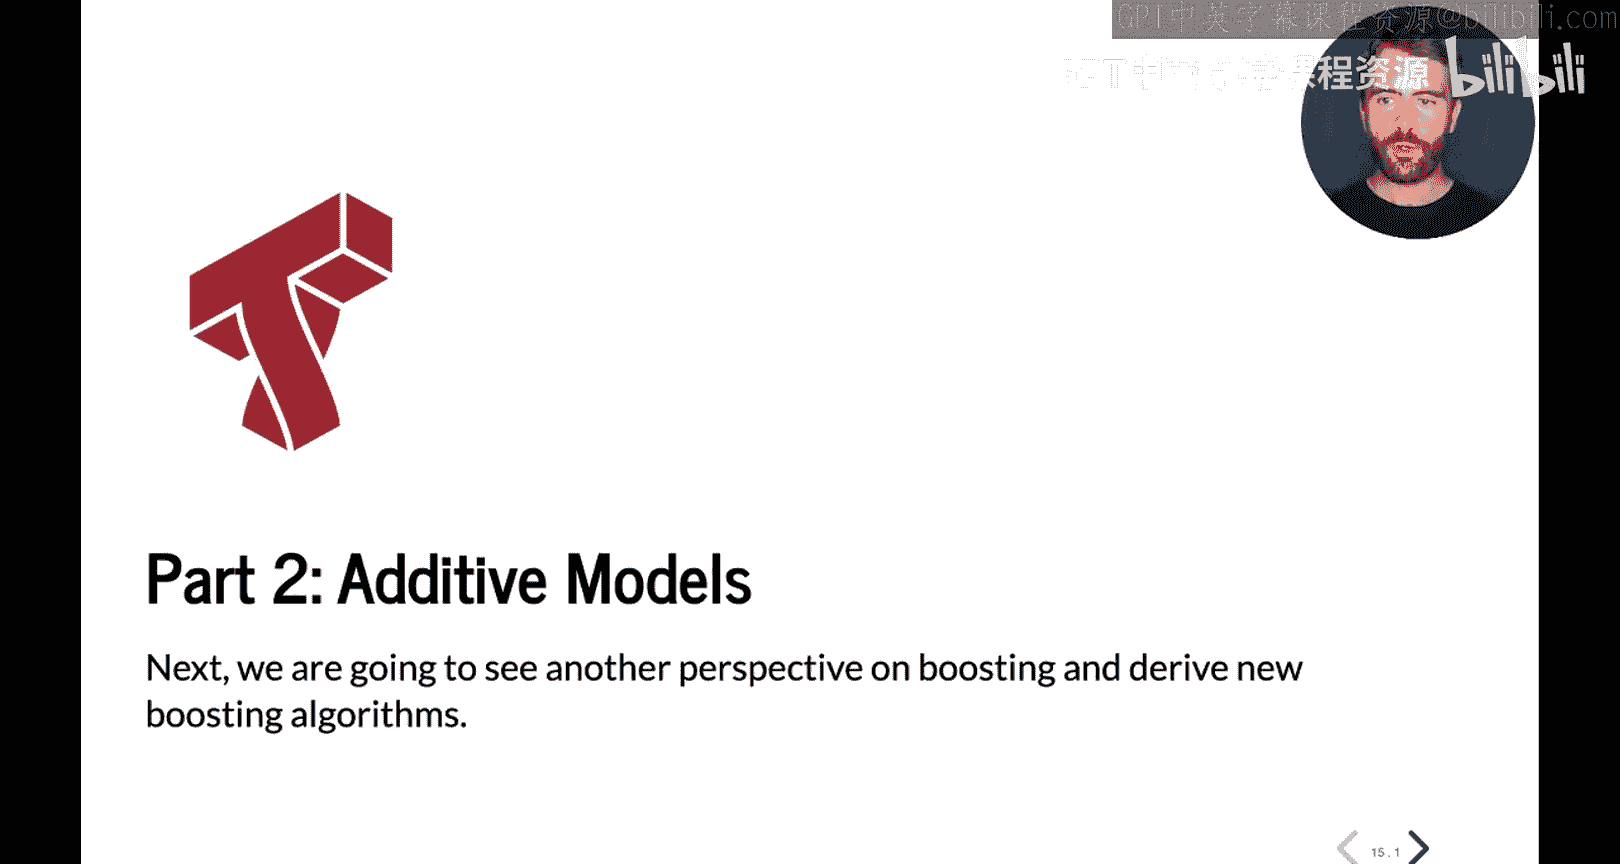 GPT中英字幕课程资源@bilibili.com
课程资源 bilibili
Part 2: Additive Models
Next, we are going to see another perspective on boosting and derive new
boosting algorithms.
15.1